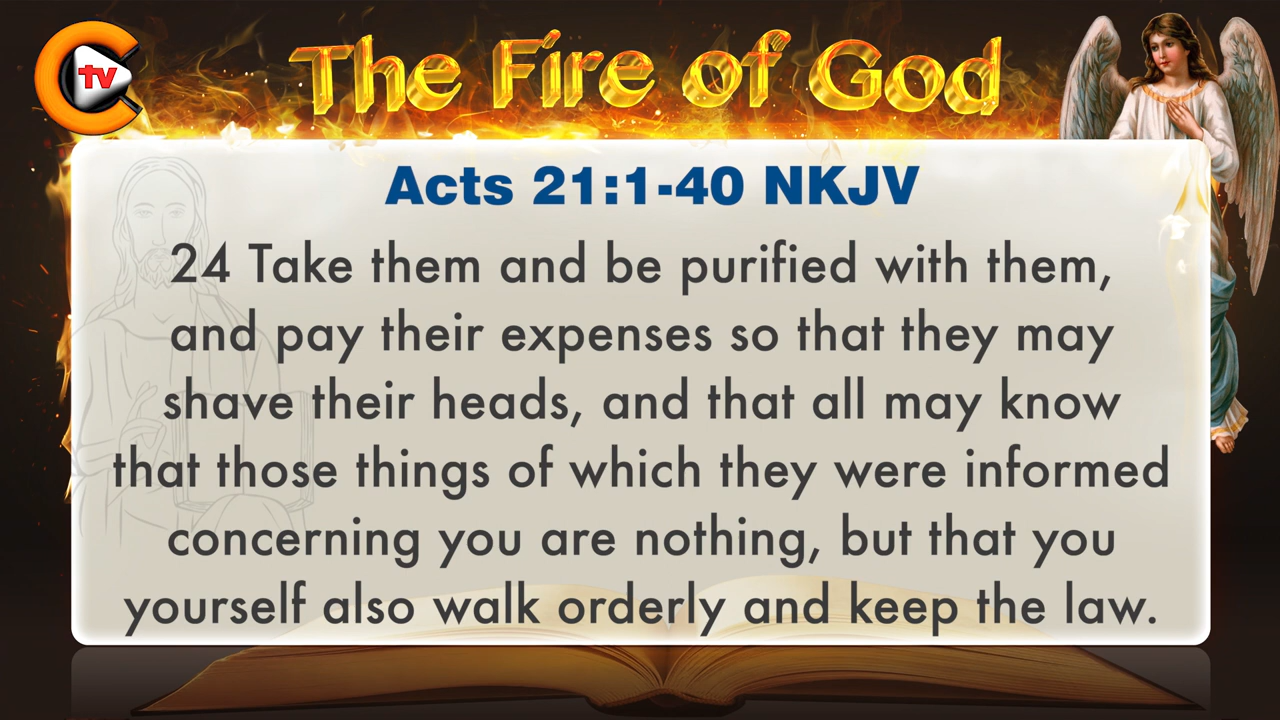 tv
The Fire of God
Acts 21:1-40 NKJV
24 Take them and be purified with them,
and pay their expenses so that they may
shave their heads, and that all may know
that those things of which they were informed
concerning you are nothing, but that you
yourself also walk orderly and keep the law.